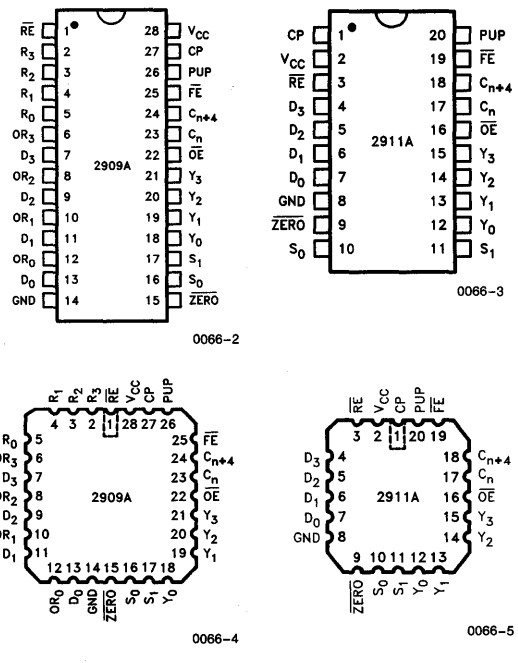 RE 1 28 VCC
R3 2 27 CP
R2 3 26 PUP
R1 4 25 FE
R0 5 24 Cn+4
OR3 6 23 Cn
D3 7 22 OE
2909A
OR2 8 21 Y3
D2 9 20 Y2
OR1 10 19 Y1
D1 11 18 Y0
OR0 12 17 S1
D0 13 16 S0
GND 14 15 ZERO
0066-2
CP 1 20 PUP
VCC 2 19 FE
RE 3 18 Cn+4
D3 4 17 Cn
D2 5 16 OE
2911A
D1 6 15 Y3
D0 7 14 Y2
GND 8 13 Y1
ZERO 9 12 Y0
S0 10 11 S1
0066-3
R1 R2 R3 RE VCC CP PUP
4 3 2 1 28 27 26
R0 5 25 FE
OR3 6 24 Cn+4
D3 7 23 Cn
OR2 8 2909A 22 OE
D2 9 21 Y3
OR1 10 20 Y2
D1 11 19 Y1
12 13 14 15 16 17 18
OR0 D0 GND ZERO S0 S1 Y0
0066-4
RE VCC CP PUP FE
3 2 1 20 19
D3 4 18 Cn+4
D2 5 17 Cn
D1 6 2911A 16 OE
D0 7 15 Y3
GND 8 14 Y2
9 10 11 12 13
ZERO S0 S1 Y0 Y1
0066-5